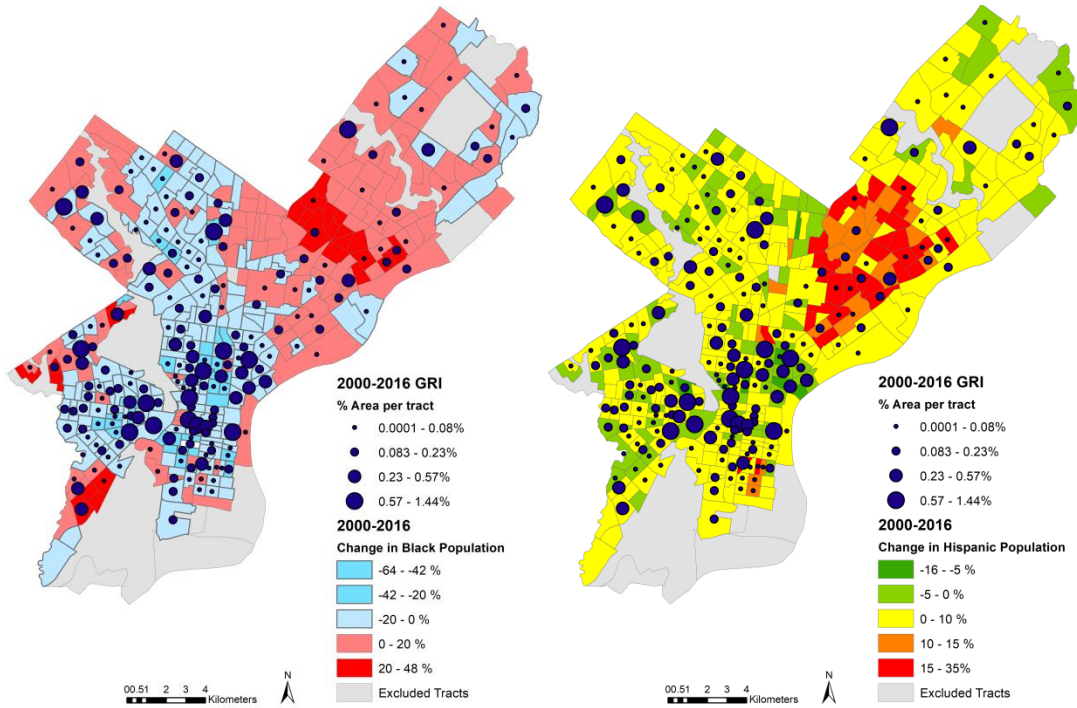 2000-2016 GRI
% Area per tract
0.0001 - 0.08%
0.083 - 0.23%
0.23 - 0.57%
0.57 - 1.44%
2000-2016
Change in Black Population
-64 - -42 %
-42 - -20 %
-20 - 0 %
0 - 20 %
20 - 48 %
Excluded Tracts
00.51 2 3 4
Kilometers
N
2000-2016 GRI
% Area per tract
0.0001 - 0.08%
0.083 - 0.23%
0.23 - 0.57%
0.57 - 1.44%
2000-2016
Change in Hispanic Population
-16 - -5 %
-5 - 0 %
0 - 10 %
10 - 15 %
15 - 35%
Excluded Tracts
00.51 2 3 4
Kilometers
N